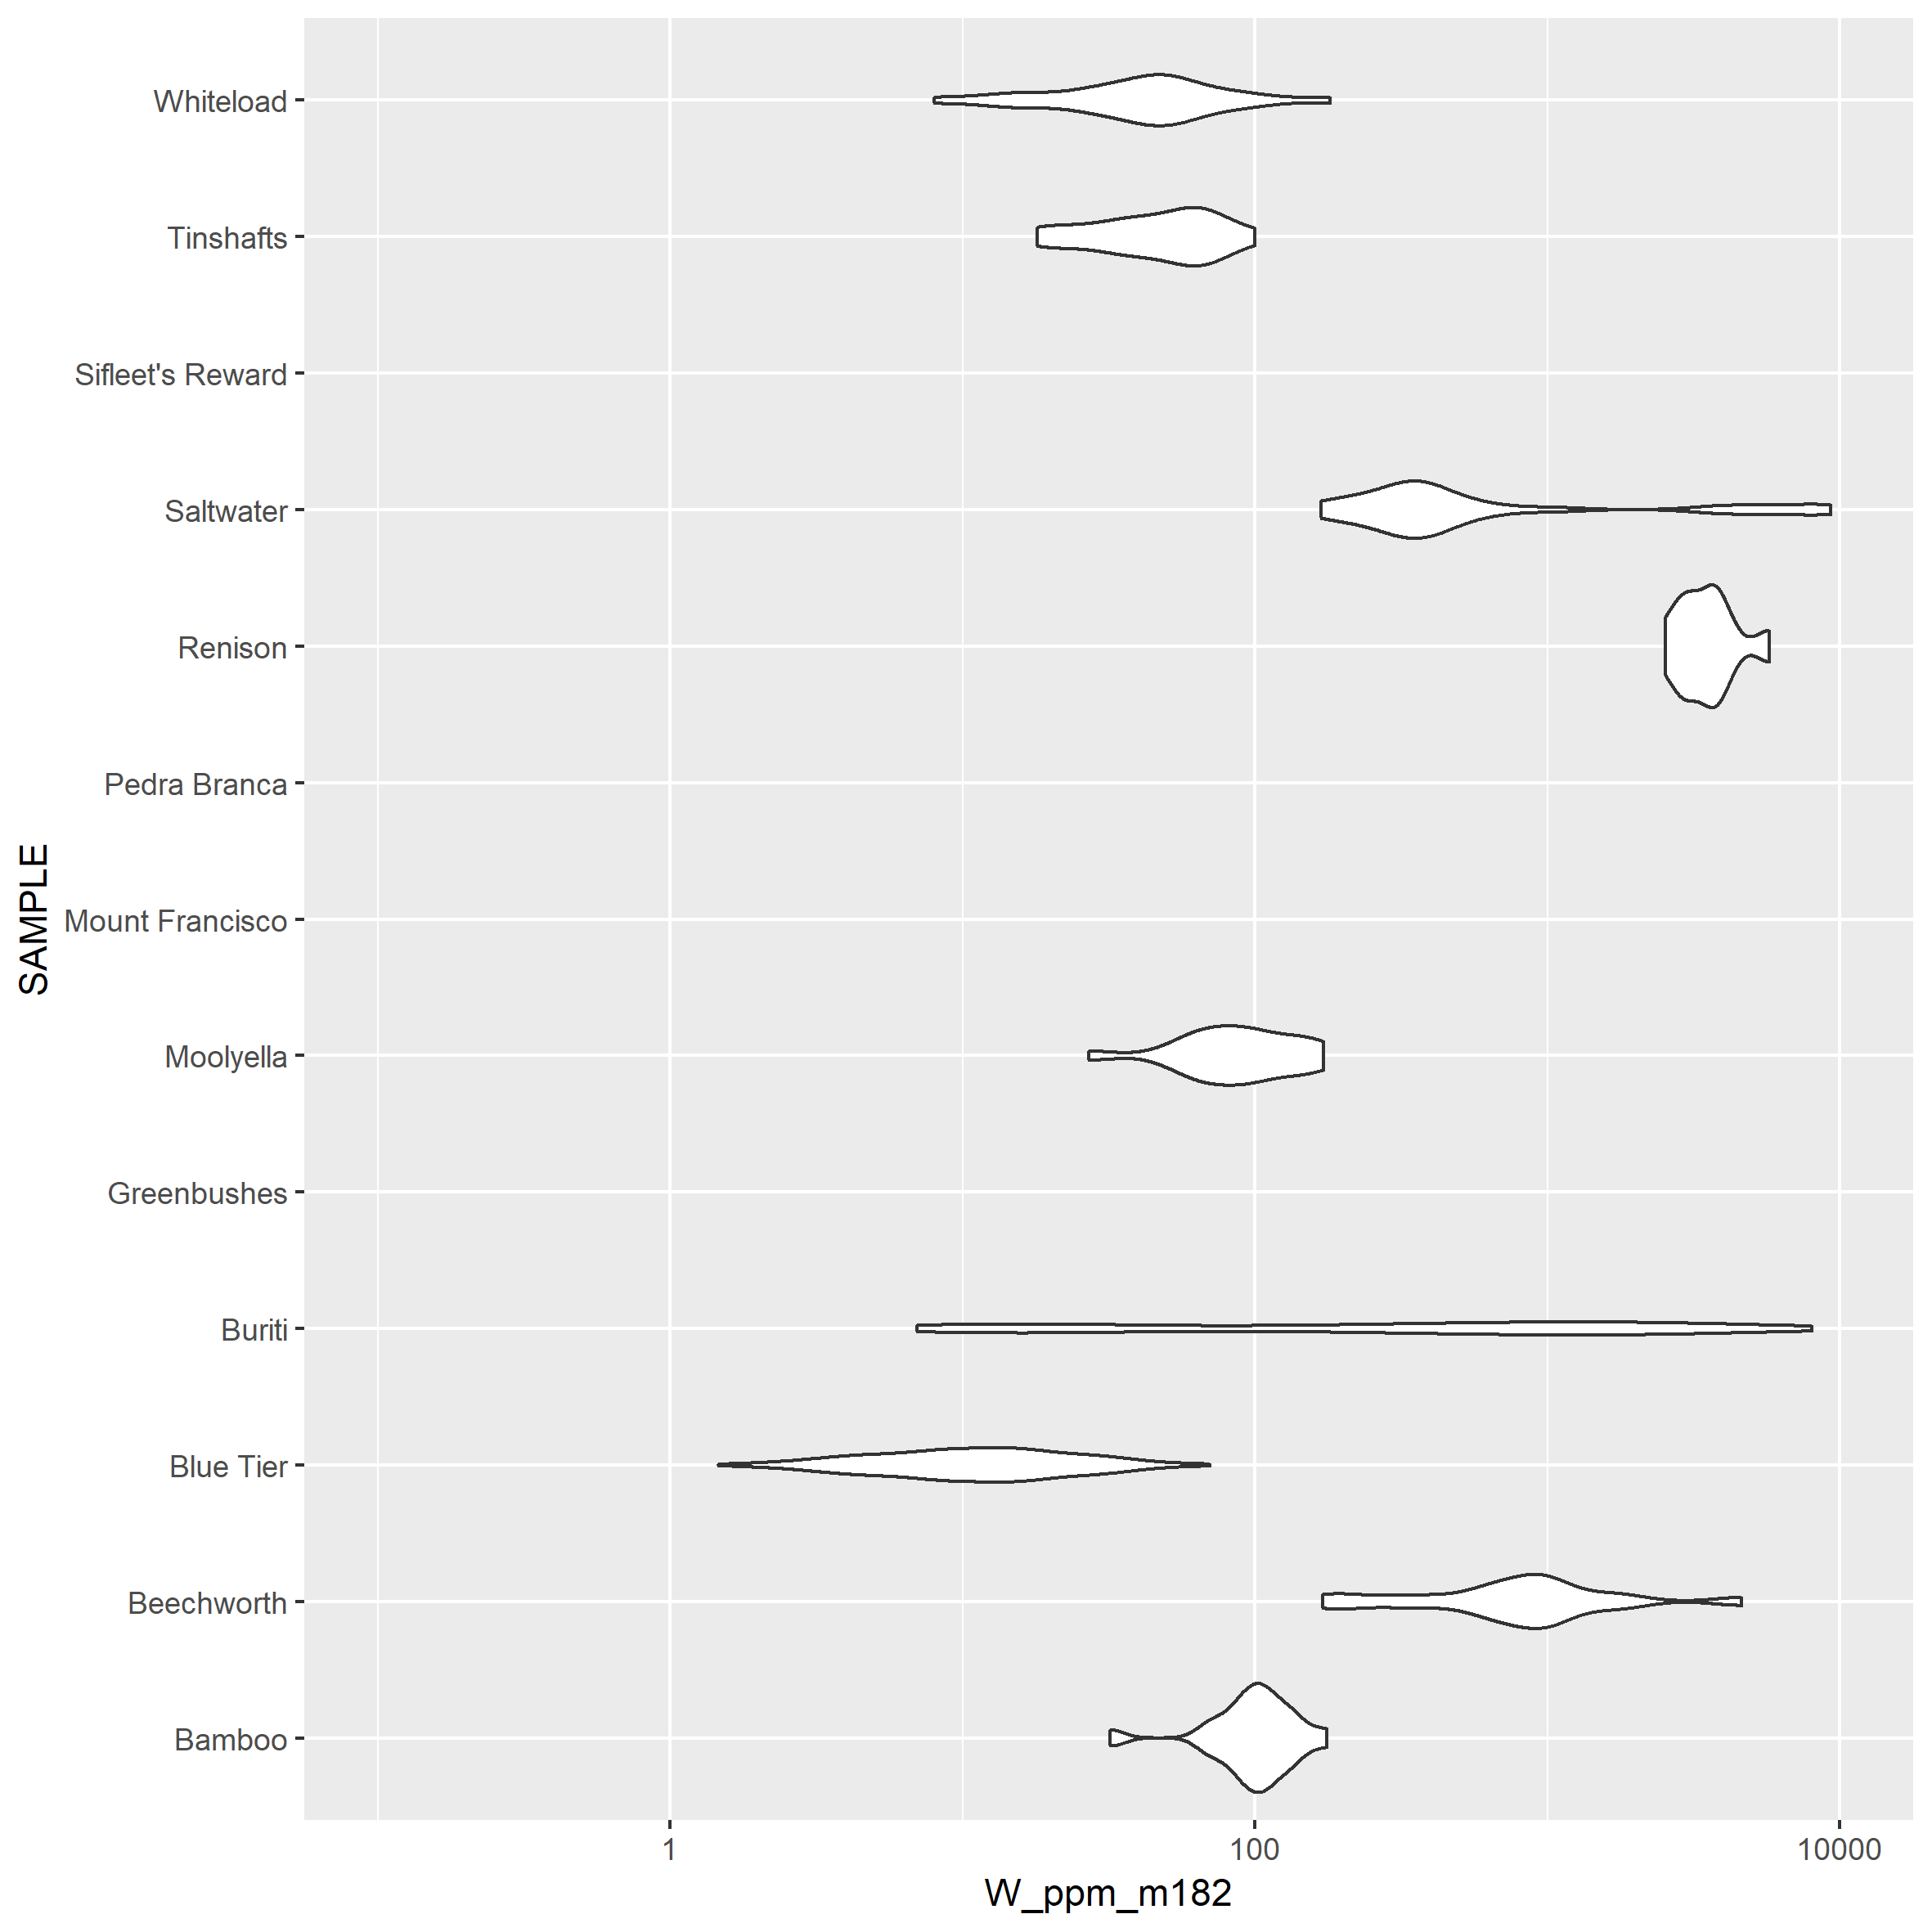 Whiteload
Tinshafts
Sifleet's Reward
Saltwater
Renison
Pedra Branca
Mount Francisco
Moolyella
Greenbushes
Buriti
Blue Tier
Beechworth
Bamboo
SAMPLE
1 100 10000
W_ppm_m182